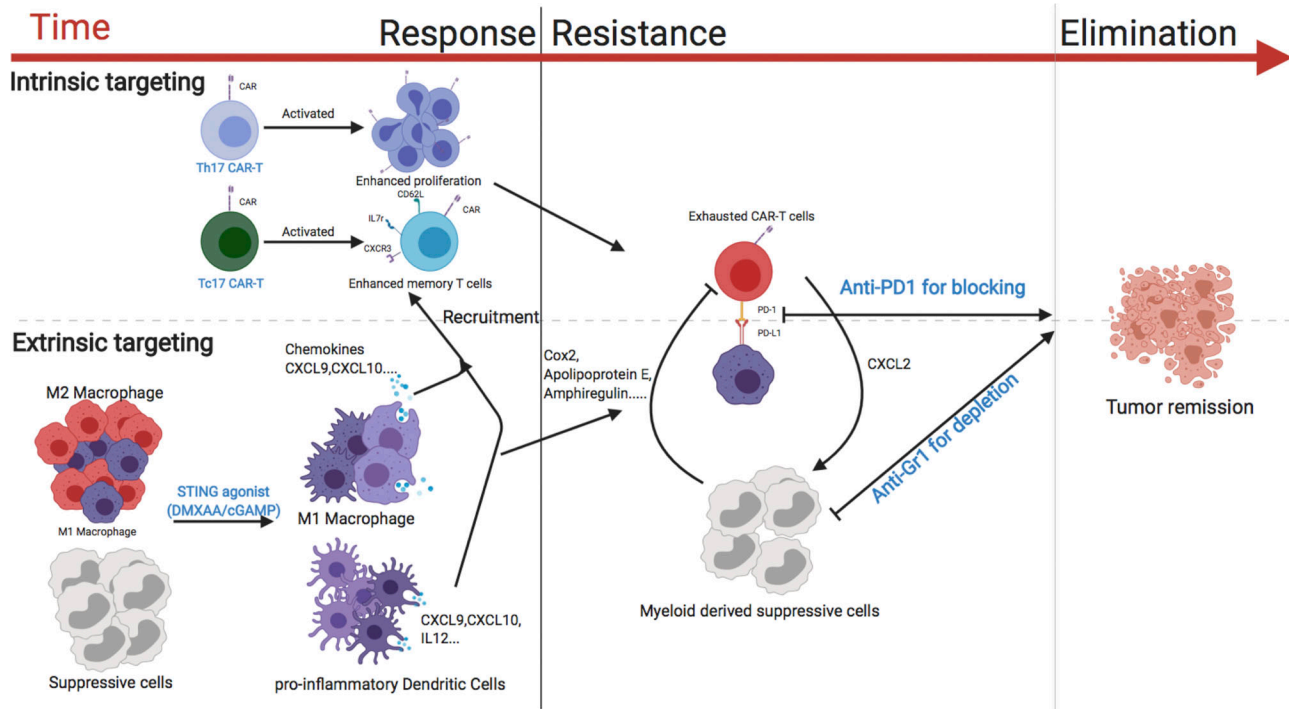 Time
Response
Resistance
Elimination
Intrinsic targeting
CAR
Activated
Th17 CAR-T
Enhanced proliferation
CD62L
CAR
IL7r
CAR
CXCR3
Activated
Tc17 CAR-T
Enhanced memory T cells
Recruitment
Extrinsic targeting
Chemokines
CXCL9,CXCL10....
M2 Macrophage
STING agonist
(DMXAA/cGAMP)
M1 Macrophage
M1 Macrophage
CXCL9,CXCL10,
IL12...
Suppressive cells
pro-inflammatory Dendritic Cells
Exhausted CAR-T cells
Anti-PD1 for blocking
PD-1
PD-L1
Cox2,
Apolipoprotein E,
Amphiregulin.....
CXCL2
Anti-Gr1 for depletion
Myeloid derived suppressive cells
Tumor remission